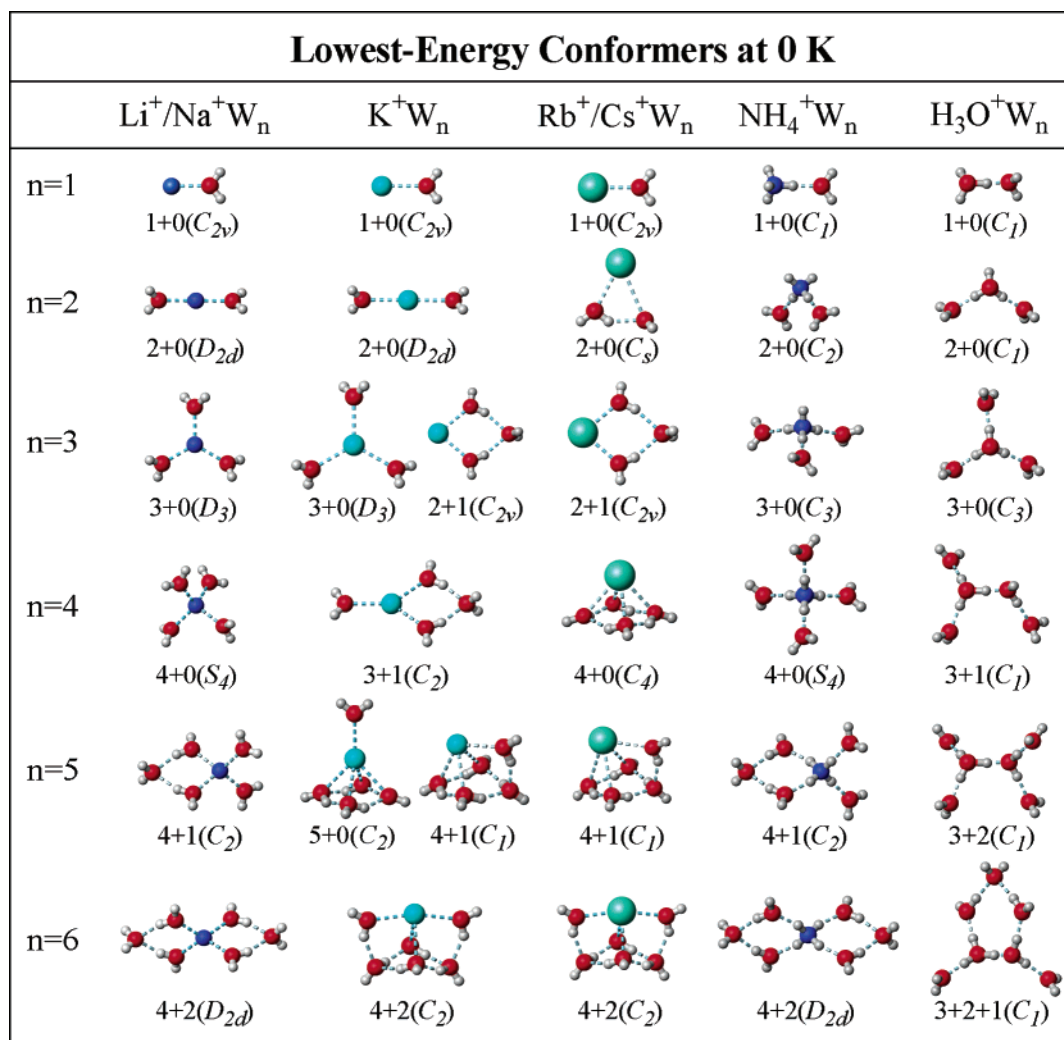 Lowest-Energy Conformers at 0 K
Li⁺/Na⁺Wₙ K⁺Wₙ Rb⁺/Cs⁺Wₙ NH₄⁺Wₙ H₃O⁺Wₙ
n=1
1+0(C₂ᵥ) 1+0(C₂ᵥ) 1+0(C₂ᵥ) 1+0(C₁) 1+0(C₁)
n=2
2+0(D₂d) 2+0(D₂d) 2+0(Cₛ) 2+0(C₂) 2+0(C₁)
n=3
3+0(D₃) 3+0(D₃) 2+1(C₂ᵥ) 2+1(C₂ᵥ) 3+0(C₃) 3+0(C₃)
n=4
4+0(S₄) 3+1(C₂) 4+0(C₄) 4+0(S₄) 3+1(C₁)
n=5
4+1(C₂) 5+0(C₂) 4+1(C₁) 4+1(C₁) 4+1(C₂) 3+2(C₁)
n=6
4+2(D₂d) 4+2(C₂) 4+2(C₂) 4+2(D₂d) 3+2+1(C₁)